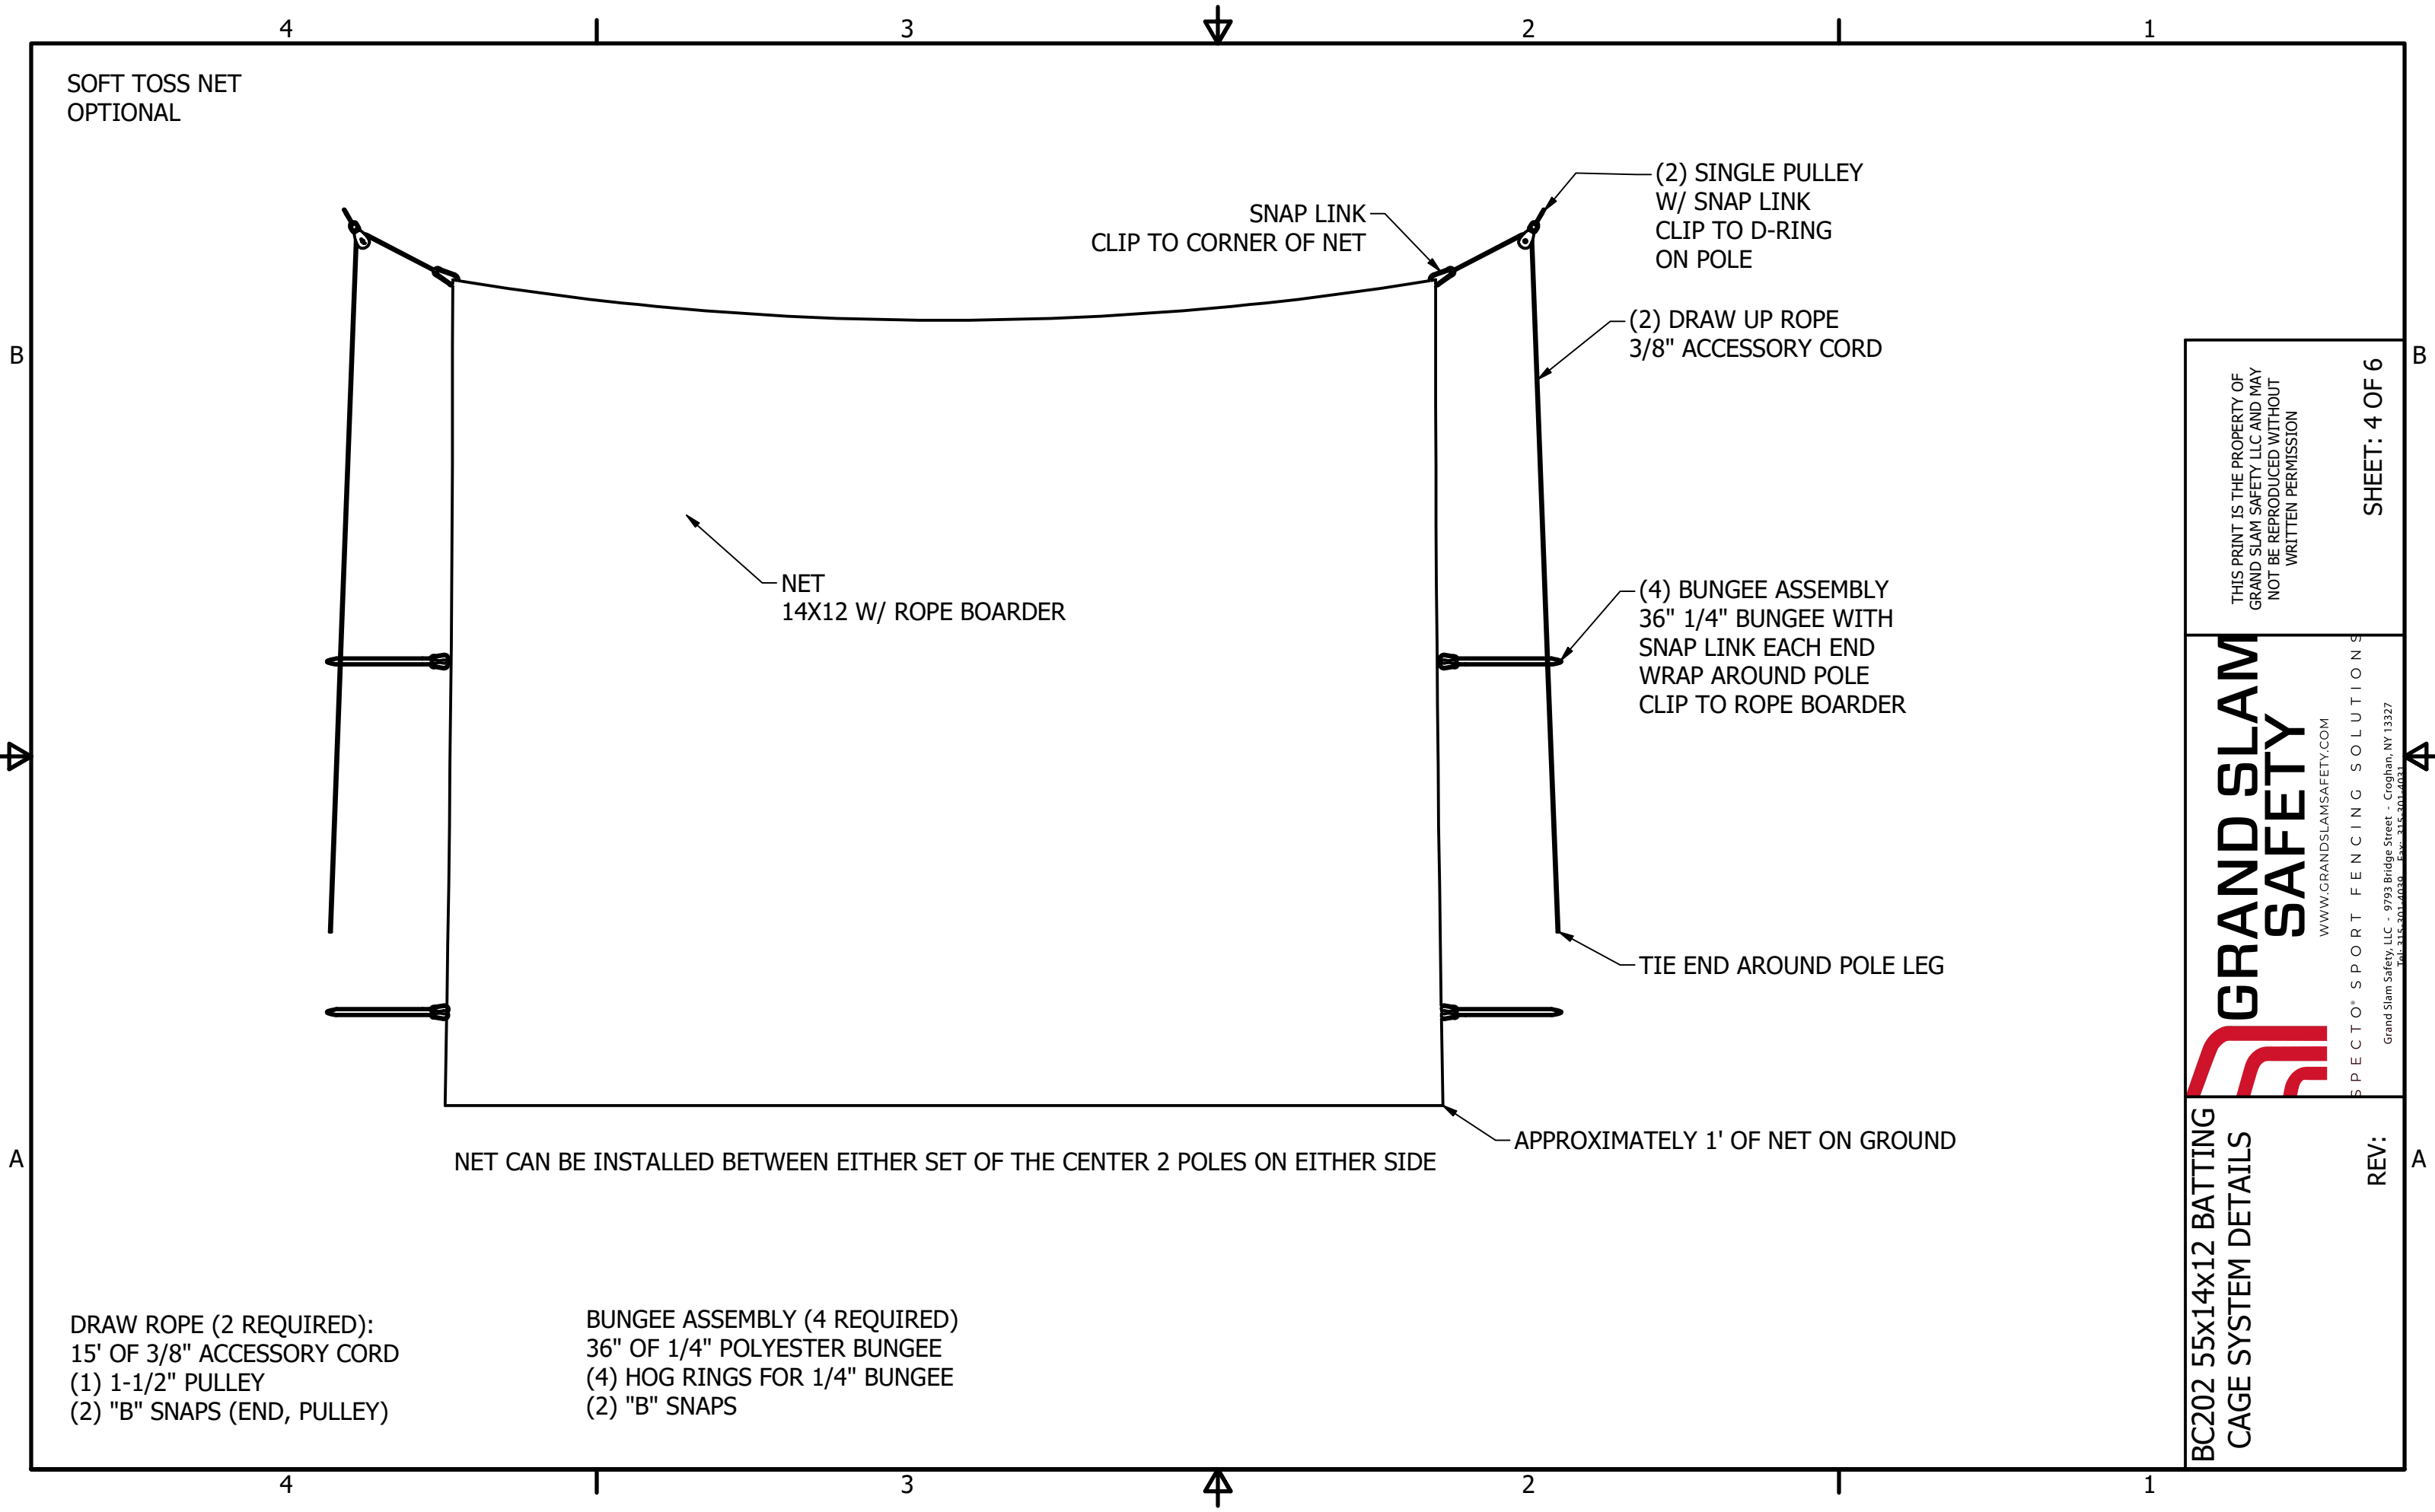 4 3 2 1
SOFT TOSS NET
OPTIONAL
SNAP LINK
CLIP TO CORNER OF NET
(2) SINGLE PULLEY
W/ SNAP LINK
CLIP TO D-RING
ON POLE
(2) DRAW UP ROPE
3/8" ACCESSORY CORD
B
B
NET
14X12 W/ ROPE BOARDER
(4) BUNGEE ASSEMBLY
36" 1/4" BUNGEE WITH
SNAP LINK EACH END
WRAP AROUND POLE
CLIP TO ROPE BOARDER
TIE END AROUND POLE LEG
APPROXIMATELY 1' OF NET ON GROUND
NET CAN BE INSTALLED BETWEEN EITHER SET OF THE CENTER 2 POLES ON EITHER SIDE
A
A
DRAW ROPE (2 REQUIRED):
15' OF 3/8" ACCESSORY CORD
(1) 1-1/2" PULLEY
(2) "B" SNAPS (END, PULLEY)
BUNGEE ASSEMBLY (4 REQUIRED)
36" OF 1/4" POLYESTER BUNGEE
(4) HOG RINGS FOR 1/4" BUNGEE
(2) "B" SNAPS
THIS PRINT IS THE PROPERTY OF
GRAND SLAM SAFETY LLC AND MAY
NOT BE REPRODUCED WITHOUT
WRITTEN PERMISSION
SHEET: 4 OF 6
GRAND SLAM
SAFETY
WWW.GRANDSLAMSAFETY.COM
SPECTO® SPORT FENCING SOLUTIONS
Grand Slam Safety, LLC - 9793 Bridge Street - Croghan, NY 13327
Tel: 315-301-4039 Fax: 315-301-4031
BC202 55x14x12 BATTING
CAGE SYSTEM DETAILS
REV:
4 3 2 1